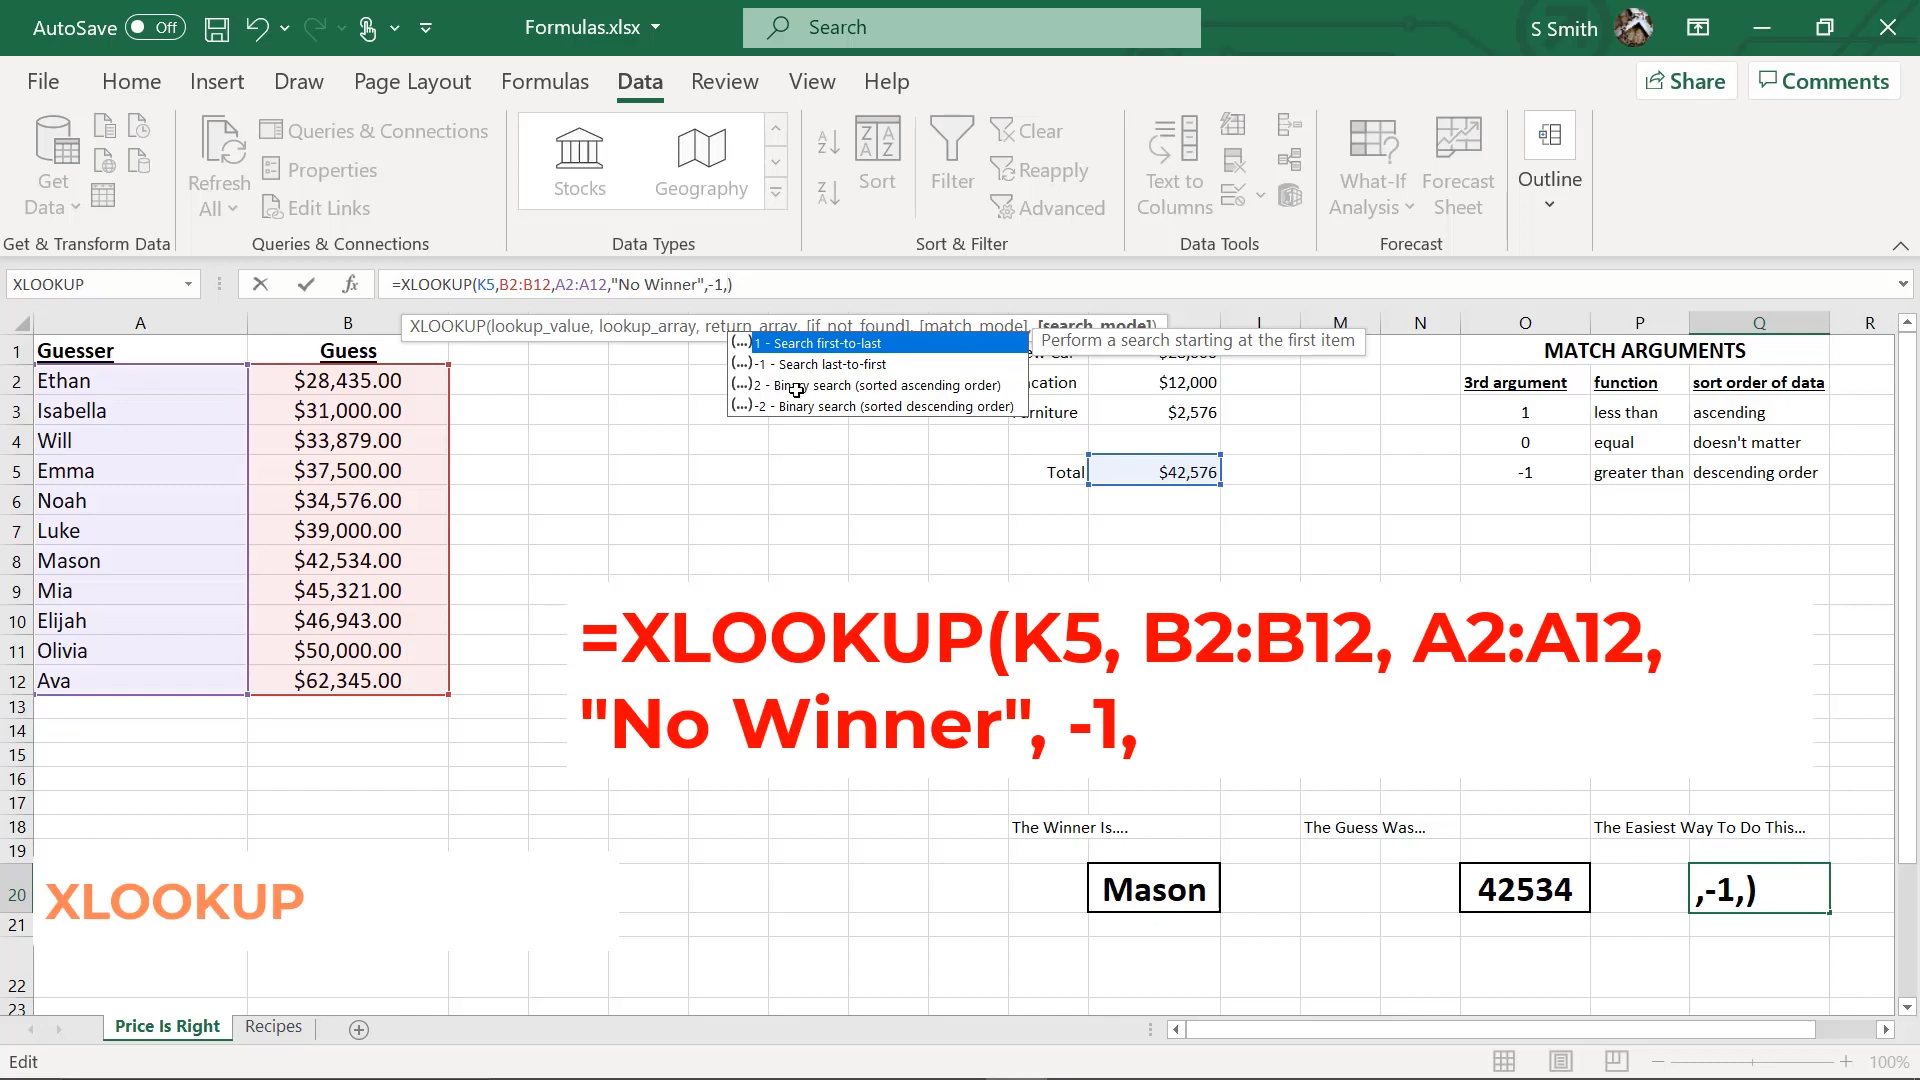 AutoSave Off Formulas.xlsx Search S Smith
File Home Insert Draw Page Layout Formulas Data Review View Help Share Comments
Get Data
Refresh All
Queries & Connections
Properties
Edit Links
Stocks
Geography
Sort
Filter
Clear
Reapply
Advanced
Text to Columns
What-If Analysis
Forecast Sheet
Outline
Get & Transform Data Queries & Connections Data Types Sort & Filter Data Tools Forecast
XLOOKUP fx =XLOOKUP(K5,B2:B12,A2:A12,"No Winner",-1,)
XLOOKUP(lookup_value, lookup_array, return_array, [if_not_found], [match_mode], [search_mode])
(...) 1 - Search first-to-last
(...) -1 - Search last-to-first
(...) 2 - Binary search (sorted ascending order)
(...) -2 - Binary search (sorted descending order)
Perform a search starting at the first item
A B L M N O P Q R
1 Guesser Guess MATCH ARGUMENTS
2 Ethan $28,435.00 $12,000 3rd argument function sort order of data
3 Isabella $31,000.00 $2,576 1 less than ascending
4 Will $33,879.00 0 equal doesn't matter
5 Emma $37,500.00 Total $42,576 -1 greater than descending order
6 Noah $34,576.00
7 Luke $39,000.00
8 Mason $42,534.00
9 Mia $45,321.00
10 Elijah $46,943.00
11 Olivia $50,000.00
12 Ava $62,345.00
=XLOOKUP(K5, B2:B12, A2:A12,
"No Winner", -1,
13
14
15
16
17
18 The Winner Is.... The Guess Was... The Easiest Way To Do This...
19
20 Mason 42534 ,-1,)
XLOOKUP
21
22
23
Price Is Right Recipes
Edit 100%